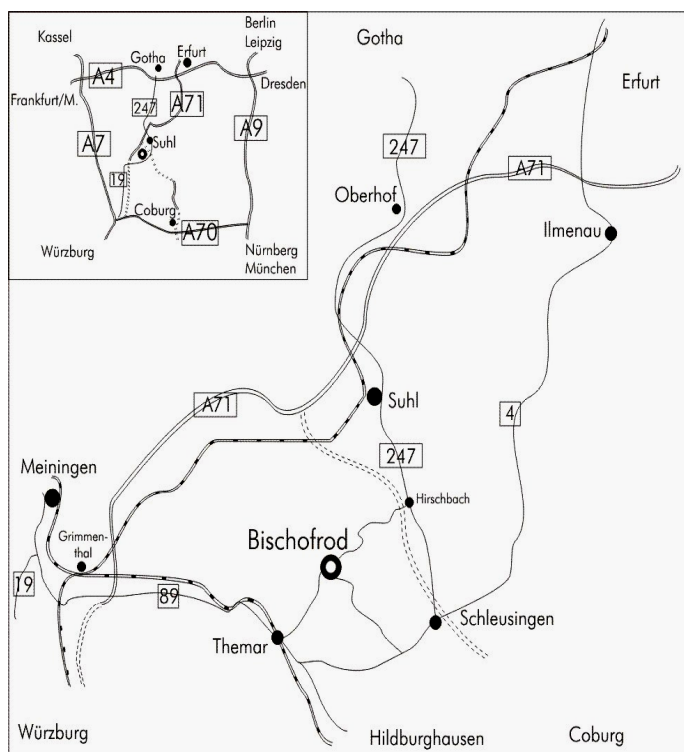 Berlin
Leipzig
Kassel
Gotha
Erfurt
A4
Dresden
Frankfurt/M.
247
A71
A7
A9
Suhl
19
Coburg
A70
Würzburg
Nürnberg
München
Gotha
Erfurt
247
A71
Oberhof
Ilmenau
A71
Suhl
4
247
Meiningen
Hirschbach
Grimmen-
thal
Bischofrod
19
89
Schleusingen
Themar
Würzburg
Hildburghausen
Coburg